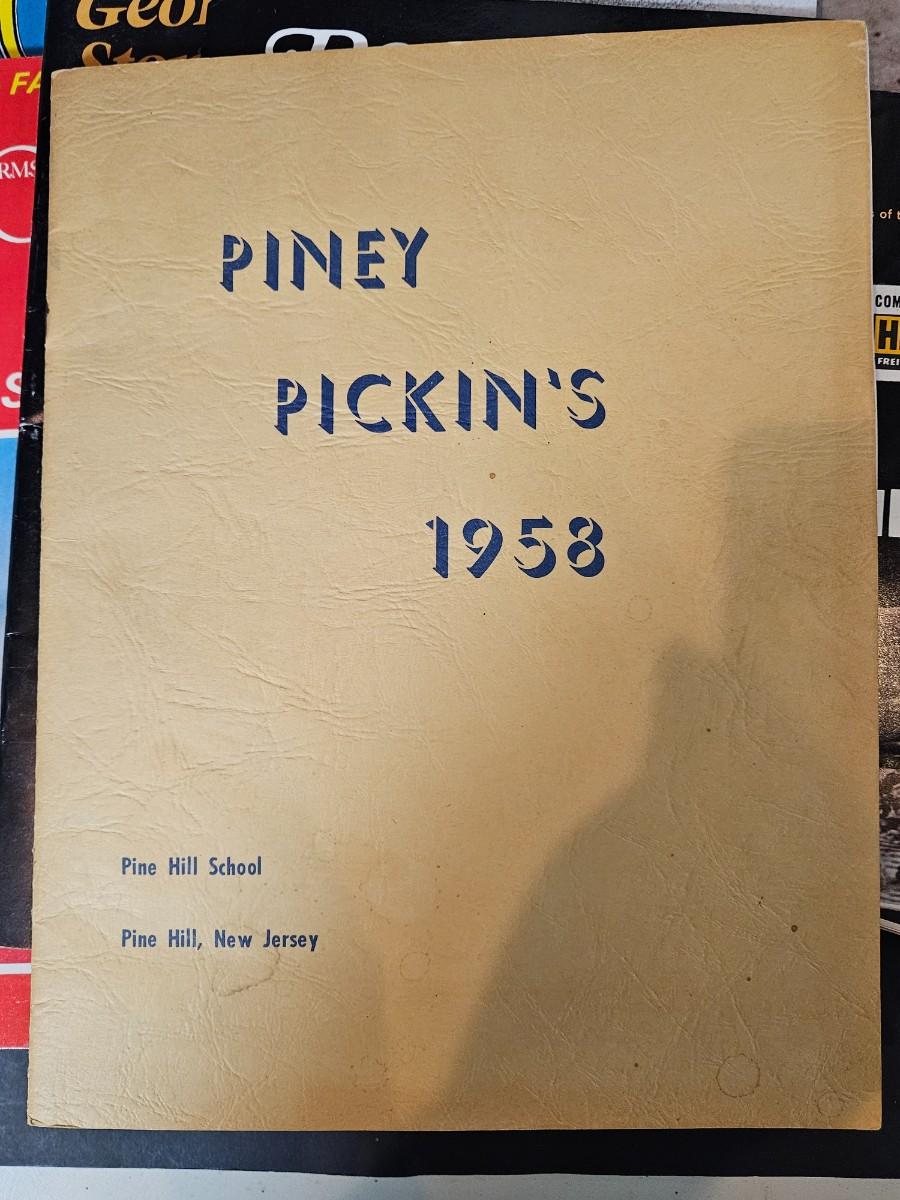 PINEY
PICKIN'S
1958
Pine Hill School
Pine Hill, New Jersey